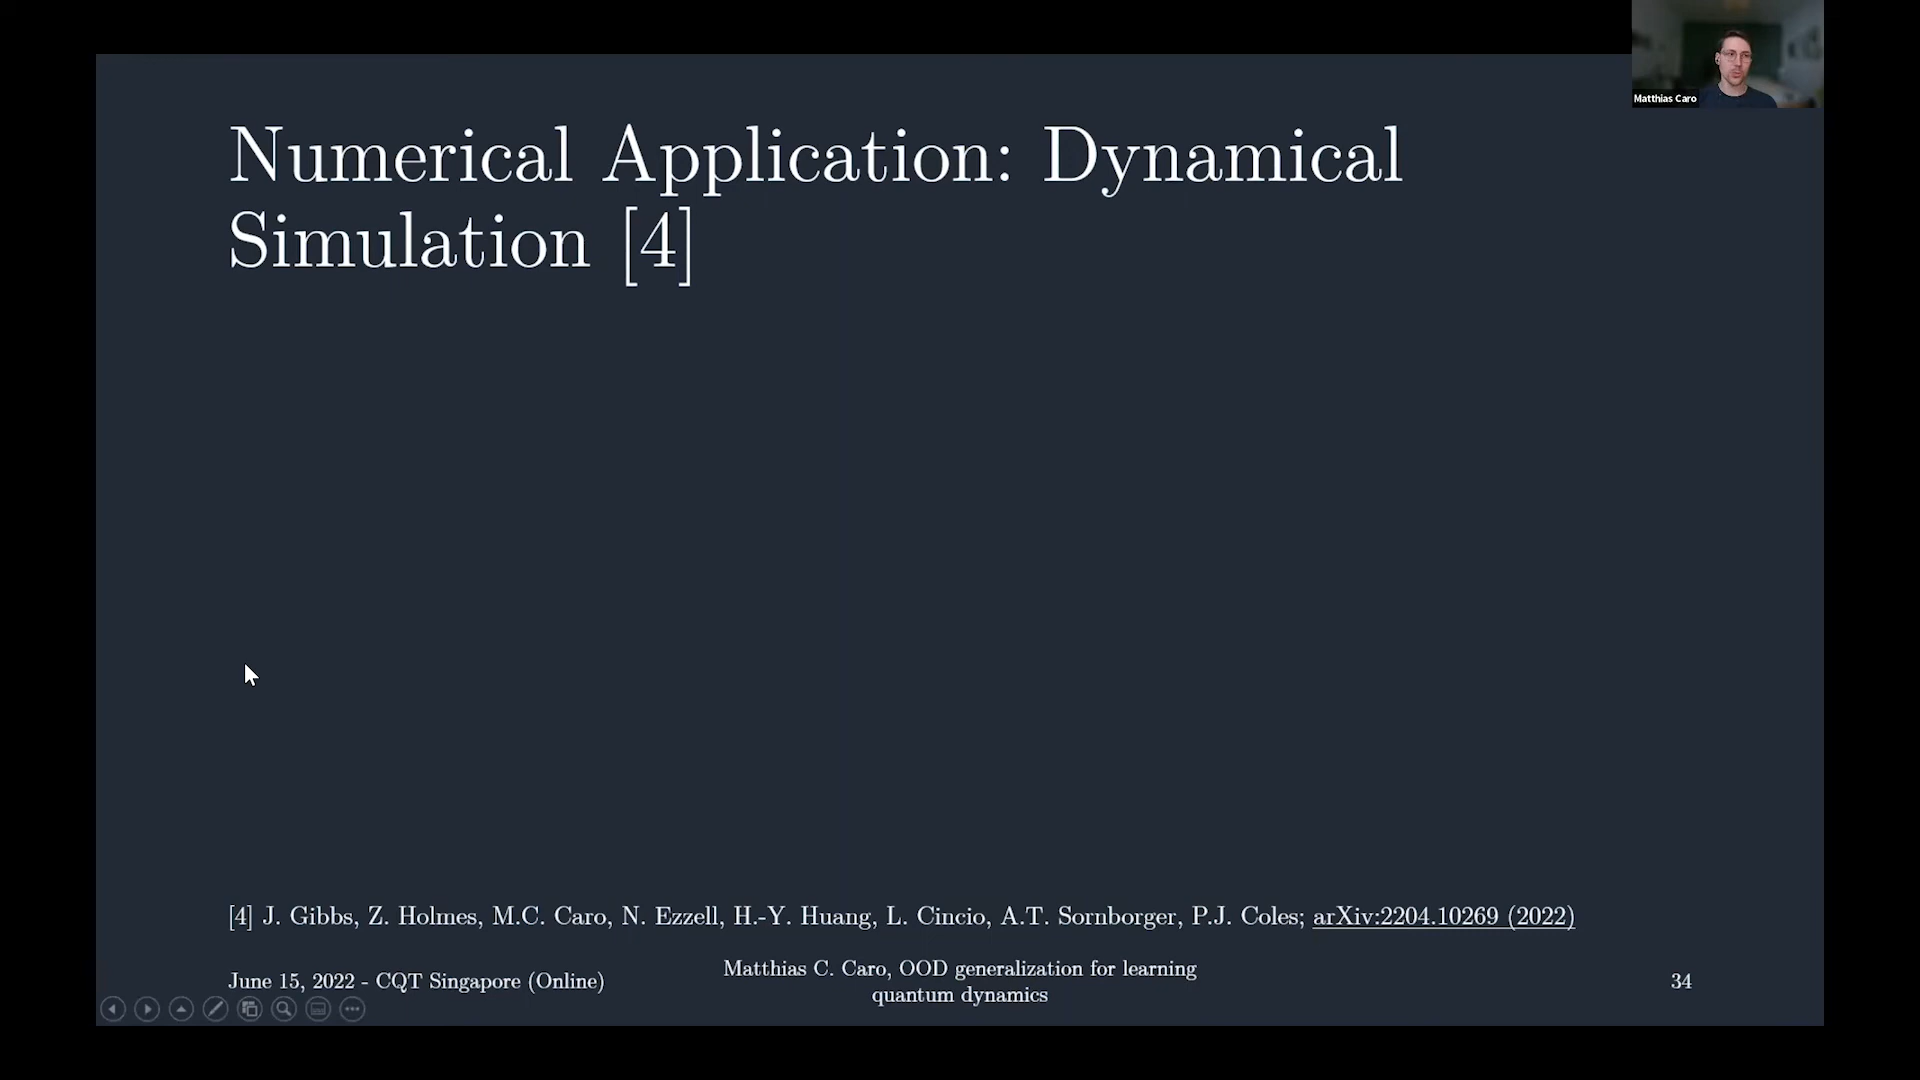 Matthias Caro
Numerical Application: Dynamical
Simulation [4]
[4] J. Gibbs, Z. Holmes, M.C. Caro, N. Ezzell, H.-Y. Huang, L. Cincio, A.T. Sornborger, P.J. Coles; arXiv:2204.10269 (2022)
June 15, 2022 - CQT Singapore (Online)
Matthias C. Caro, OOD generalization for learning
quantum dynamics
34